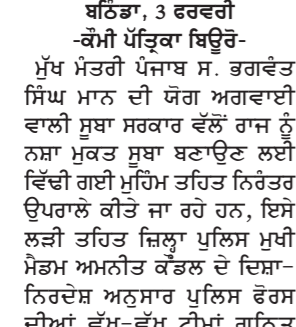 ਬਠਿੰਡਾ, 3 ਫਰਵਰੀ
-ਕੌਮੀ ਪੱਤ੍ਰਿਕਾ ਬਿਊਰੋ-
ਮੁੱਖ ਮੰਤਰੀ ਪੰਜਾਬ ਸ. ਭਗਵੰਤ
ਸਿੰਘ ਮਾਨ ਦੀ ਯੋਗ ਅਗਵਾਈ
ਵਾਲੀ ਸੂਬਾ ਸਰਕਾਰ ਵੱਲੋਂ ਰਾਜ ਨੂੰ
ਨਸ਼ਾ ਮੁਕਤ ਸੂਬਾ ਬਣਾਉਣ ਲਈ
ਵਿੱਢੀ ਗਈ ਮੁਹਿੰਮ ਤਹਿਤ ਨਿਰੰਤਰ
ਉਪਰਾਲੇ ਕੀਤੇ ਜਾ ਰਹੇ ਹਨ, ਇਸੇ
ਲੜੀ ਤਹਿਤ ਜ਼ਿਲ੍ਹਾ ਪੁਲਿਸ ਮੁਖੀ
ਮੈਡਮ ਅਮਨੀਤ ਕੌਂਡਲ ਦੇ ਦਿਸ਼ਾ-
ਨਿਰਦੇਸ਼ ਅਨੁਸਾਰ ਪੁਲਿਸ ਫੋਰਸ
ਦੀਆਂ ਵੱਖ-ਵੱਖ ਟੀਮਾਂ ਗਠਿਤ